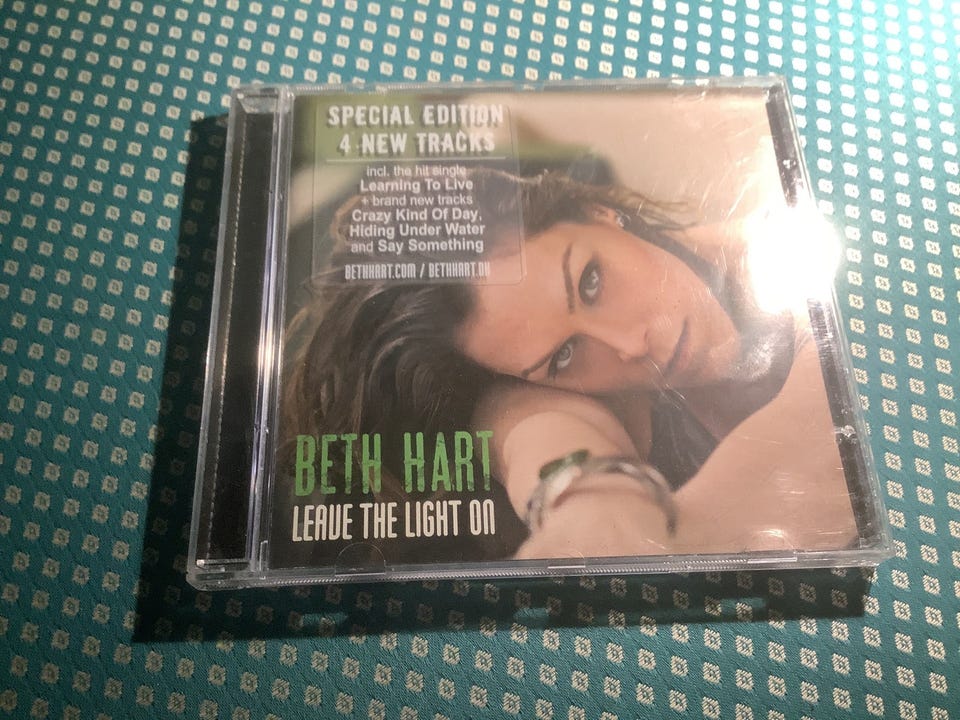 SPECIAL EDITION
4 NEW TRACKS
incl. the hit single
Learning To Live
+ brand new tracks
Crazy Kind Of Day,
Hiding Under Water
and Say Something
BETHHART.COM / BETHHART.DK
BETH HART
LEAVE THE LIGHT ON